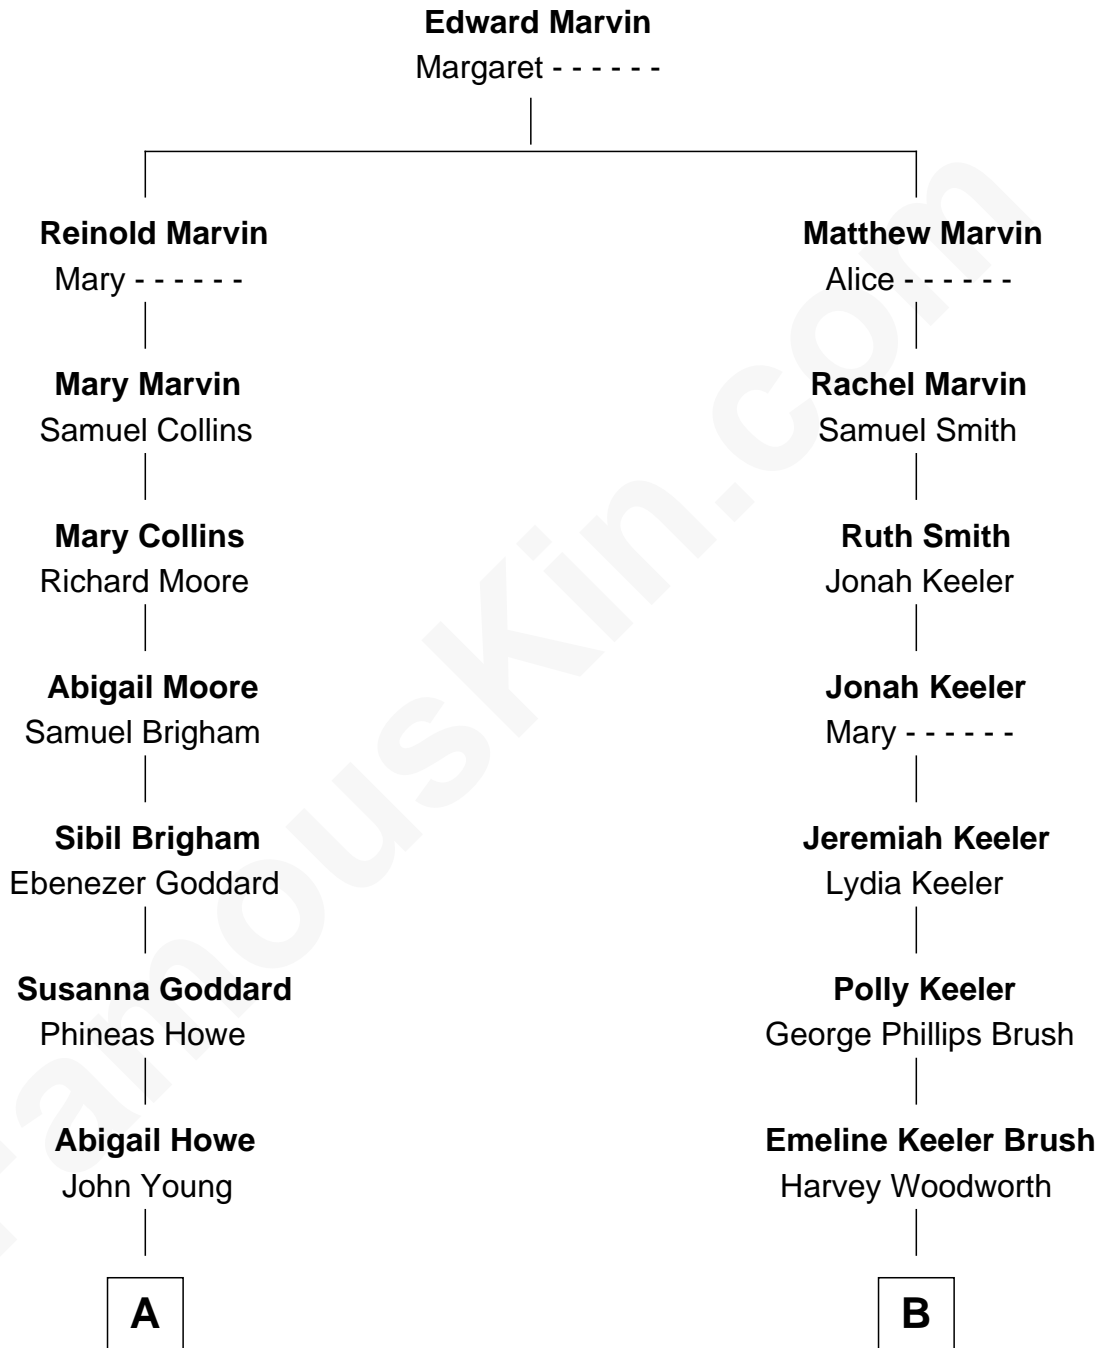 Edward Marvin
Margaret - - - - - -
Reinold Marvin
Mary - - - - - -
Matthew Marvin
Alice - - - - - -
Mary Marvin
Samuel Collins
Rachel Marvin
Samuel Smith
Mary Collins
Richard Moore
Ruth Smith
Jonah Keeler
Abigail Moore
Samuel Brigham
Jonah Keeler
Mary - - - - - -
Sibil Brigham
Ebenezer Goddard
Jeremiah Keeler
Lydia Keeler
Susanna Goddard
Phineas Howe
Polly Keeler
George Phillips Brush
Abigail Howe
John Young
Emeline Keeler Brush
Harvey Woodworth
A
B
FamousKin.com